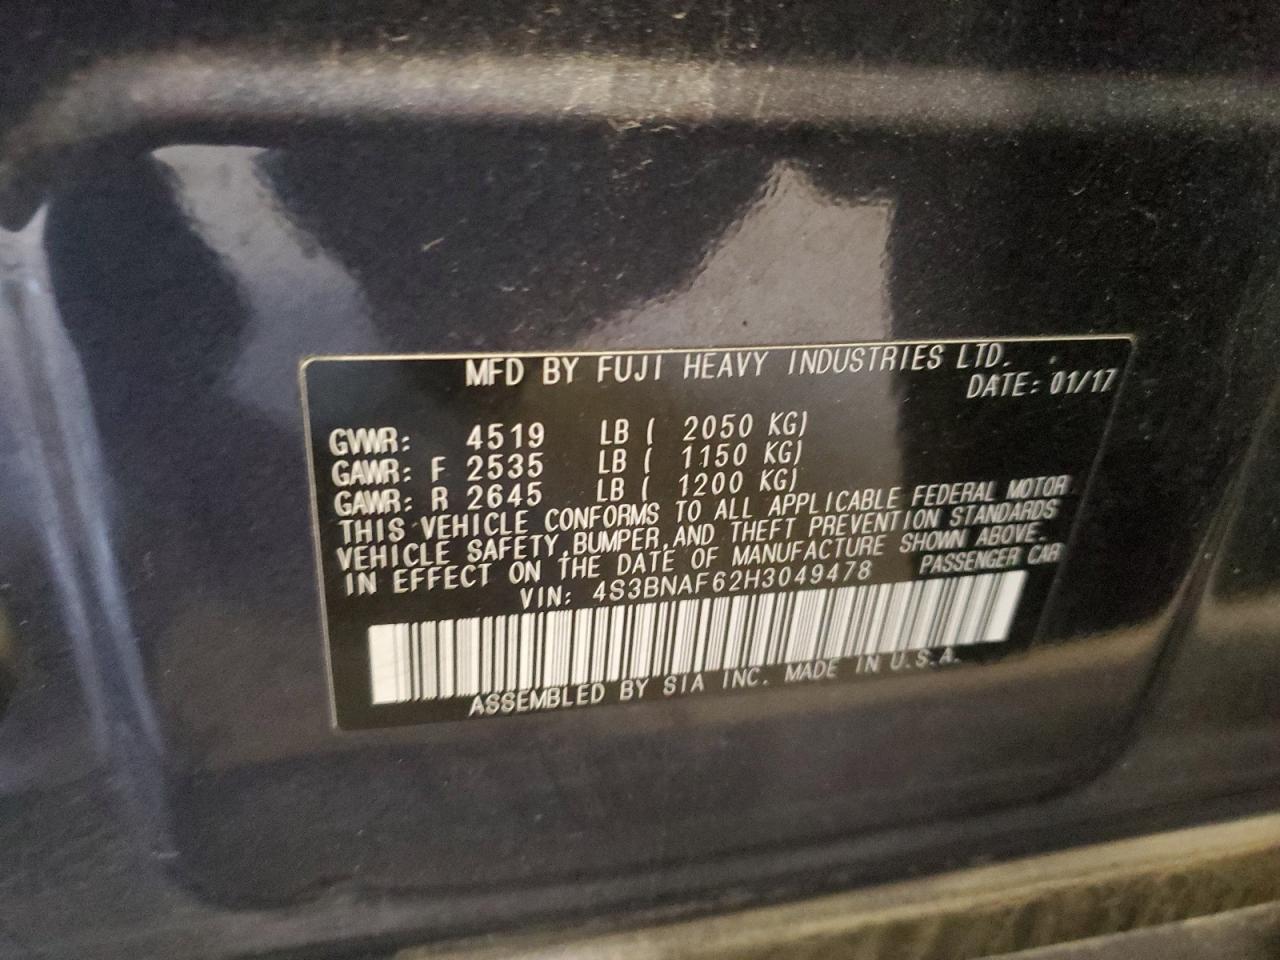 MFD BY FUJI HEAVY INDUSTRIES LTD.
DATE: 01/17
GVWR: 4519 LB ( 2050 KG)
GAWR: F 2535 LB ( 1150 KG)
GAWR: R 2645 LB ( 1200 KG)
THIS VEHICLE CONFORMS TO ALL APPLICABLE FEDERAL MOTOR
VEHICLE SAFETY, BUMPER, AND THEFT PREVENTION STANDARDS
IN EFFECT ON THE DATE OF MANUFACTURE SHOWN ABOVE.
VIN: 4S3BNAF62H3049478 PASSENGER CAR
ASSEMBLED BY SIA INC. MADE IN U.S.A.